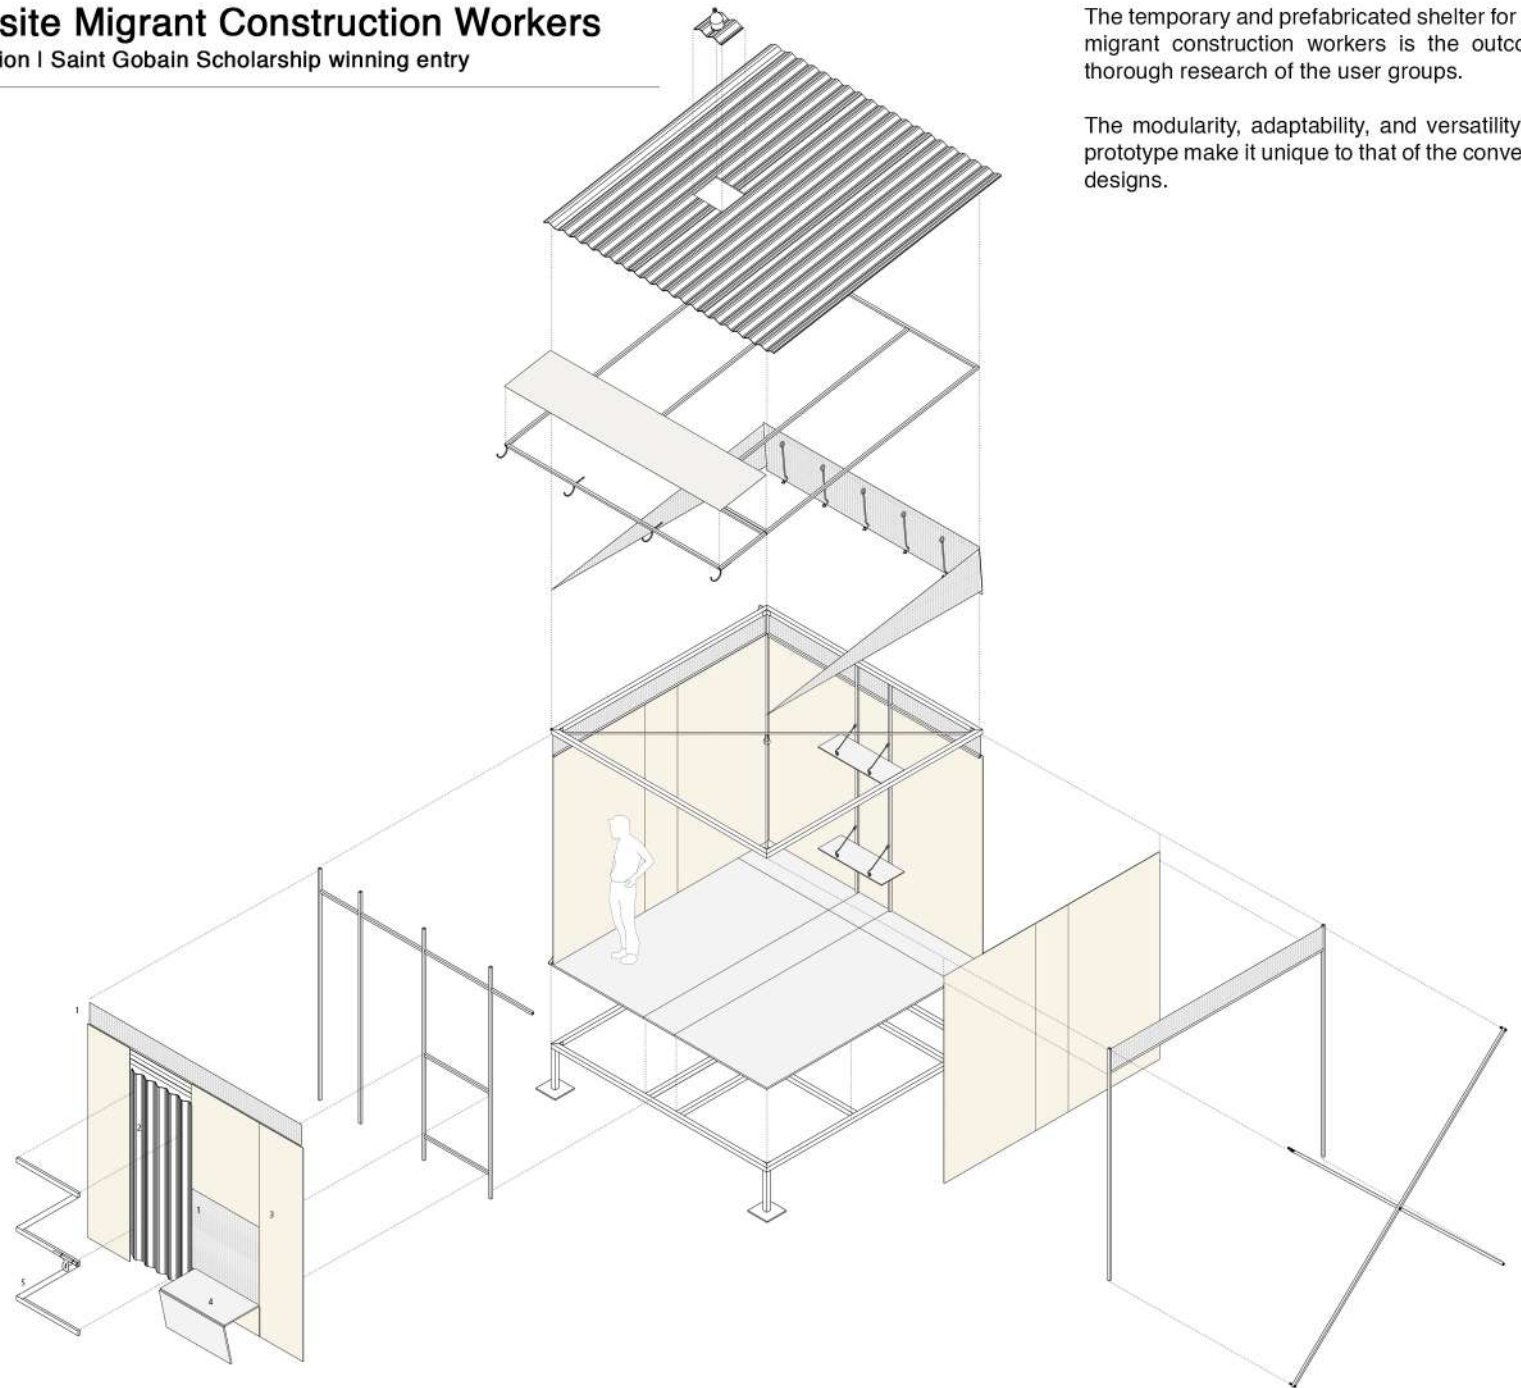 site Migrant Construction Workers
ion | Saint Gobain Scholarship winning entry
The temporary and prefabricated shelter for
migrant construction workers is the outco
thorough research of the user groups.
The modularity, adaptability, and versatility
prototype make it unique to that of the conve
designs.
1
2
1
3
4
5